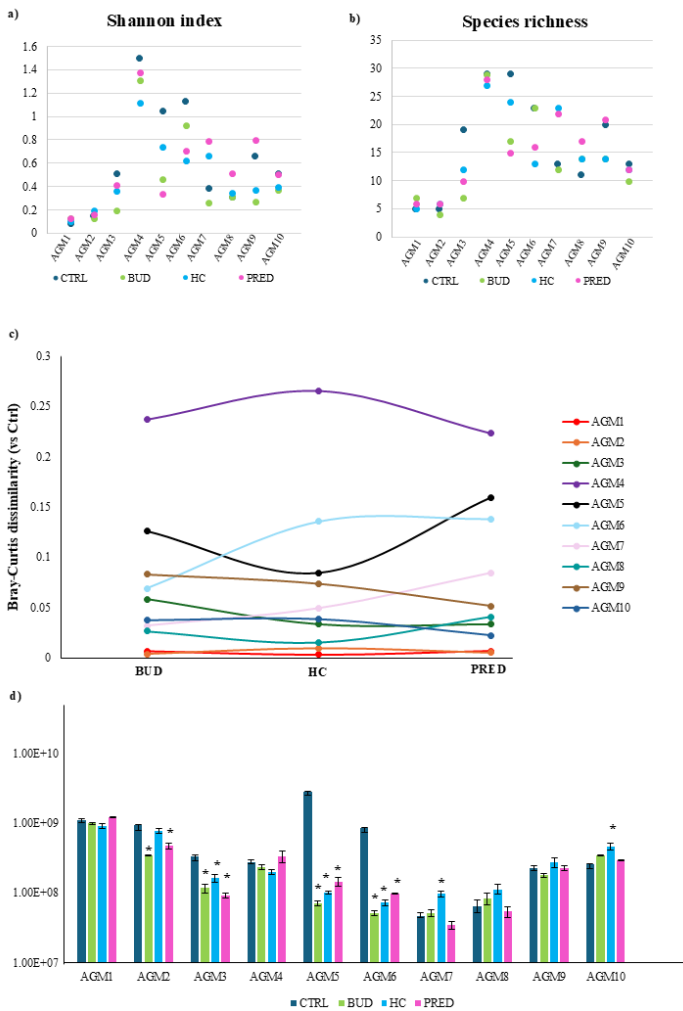 a)
Shannon index
1.6
1.4
1.2
1
0.8
0.6
0.4
0.2
0
AGM1
AGM2
AGM3
AGM4
AGM5
AGM6
AGM7
AGM8
AGM9
AGM10
CTRL BUD HC PRED
b)
Species richness
35
30
25
20
15
10
5
0
AGM1
AGM2
AGM3
AGM4
AGM5
AGM6
AGM7
AGM8
AGM9
AGM10
CTRL BUD HC PRED
c)
Bray-Curtis dissimilarity (vs Ctrl)
0.3
0.25
0.2
0.15
0.1
0.05
0
BUD HC PRED
AGM1
AGM2
AGM3
AGM4
AGM5
AGM6
AGM7
AGM8
AGM9
AGM10
d)
1.00E+10
1.00E+09
1.00E+08
1.00E+07
* * * * * * * * * * * * *
AGM1 AGM2 AGM3 AGM4 AGM5 AGM6 AGM7 AGM8 AGM9 AGM10
CTRL BUD HC PRED